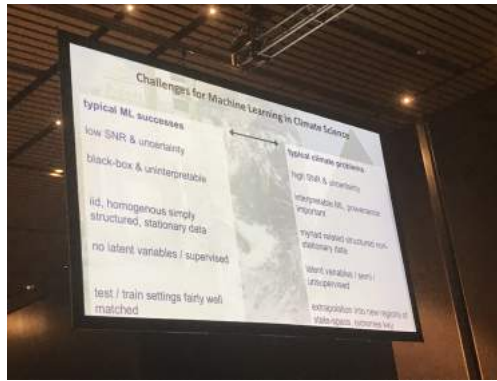 Challenges for Machine Learning in Climate Science
typical ML successes
low SNR & uncertainty
black-box & uninterpretable
iid, homogenous simply
structured, stationary data
no latent variables / supervised
test / train settings fairly well
matched
typical climate problems
high SNR & uncertainty
interpretable ML, provenance
important
myriad related structured non-
stationary data
latent variables / semi /
unsupervised
extrapolation into new regions of
state-space, extremes key